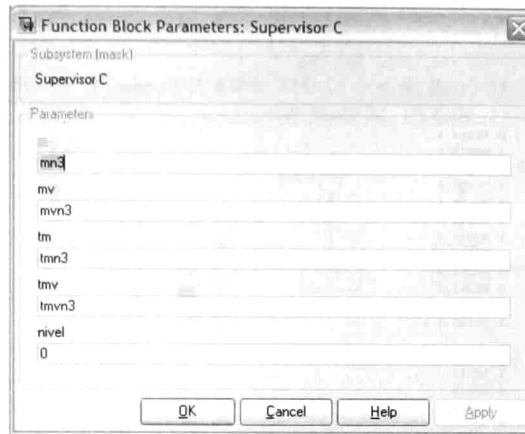 Function Block Parameters: Supervisor C
Subsystem (mask)
Supervisor C
Parameters
mn3
mv
mvn3
tm
tmn3
tmv
tmvn3
nivel
0
OK Cancel Help Apply